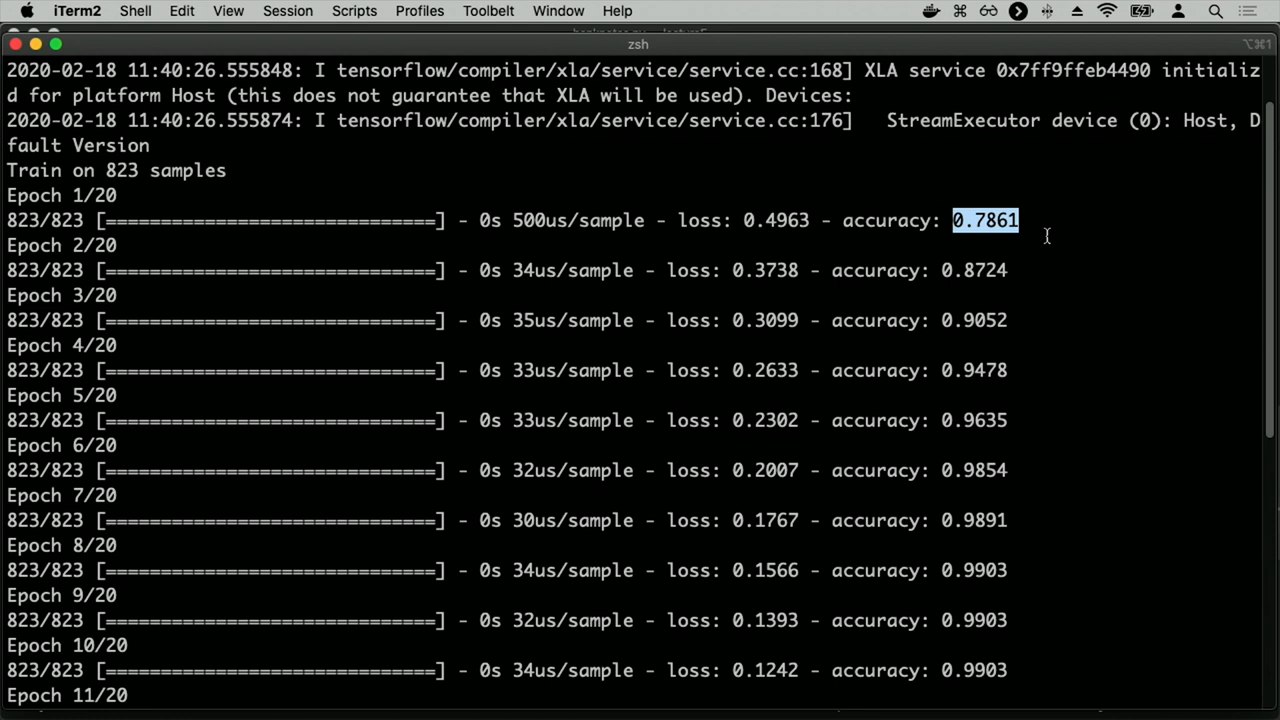 iTerm2 Shell Edit View Session Scripts Profiles Toolbelt Window Help
zsh
⌥⌘1
2020-02-18 11:40:26.555848: I tensorflow/compiler/xla/service/service.cc:168] XLA service 0x7ff9ffeb4490 initializ
d for platform Host (this does not guarantee that XLA will be used). Devices:
2020-02-18 11:40:26.555874: I tensorflow/compiler/xla/service/service.cc:176]   StreamExecutor device (0): Host, D
fault Version
Train on 823 samples
Epoch 1/20
823/823 [==============================] - 0s 500us/sample - loss: 0.4963 - accuracy: 0.7861
Epoch 2/20
823/823 [==============================] - 0s 34us/sample - loss: 0.3738 - accuracy: 0.8724
Epoch 3/20
823/823 [==============================] - 0s 35us/sample - loss: 0.3099 - accuracy: 0.9052
Epoch 4/20
823/823 [==============================] - 0s 33us/sample - loss: 0.2633 - accuracy: 0.9478
Epoch 5/20
823/823 [==============================] - 0s 33us/sample - loss: 0.2302 - accuracy: 0.9635
Epoch 6/20
823/823 [==============================] - 0s 32us/sample - loss: 0.2007 - accuracy: 0.9854
Epoch 7/20
823/823 [==============================] - 0s 30us/sample - loss: 0.1767 - accuracy: 0.9891
Epoch 8/20
823/823 [==============================] - 0s 34us/sample - loss: 0.1566 - accuracy: 0.9903
Epoch 9/20
823/823 [==============================] - 0s 32us/sample - loss: 0.1393 - accuracy: 0.9903
Epoch 10/20
823/823 [==============================] - 0s 34us/sample - loss: 0.1242 - accuracy: 0.9903
Epoch 11/20